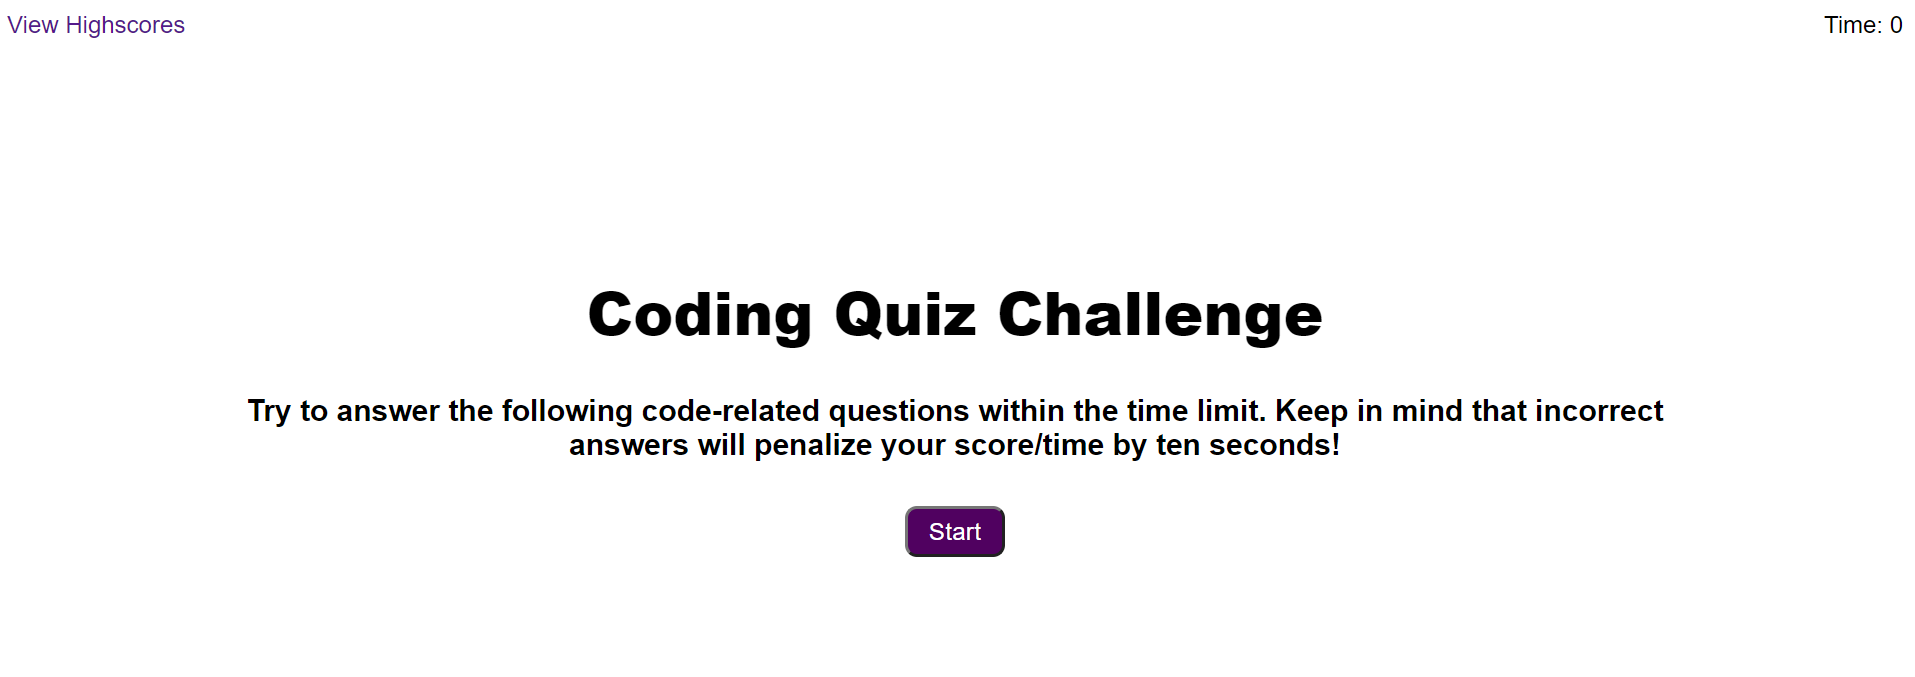 View Highscores
Time: 0
Coding Quiz Challenge
Try to answer the following code-related questions within the time limit. Keep in mind that incorrect
answers will penalize your score/time by ten seconds!
Start